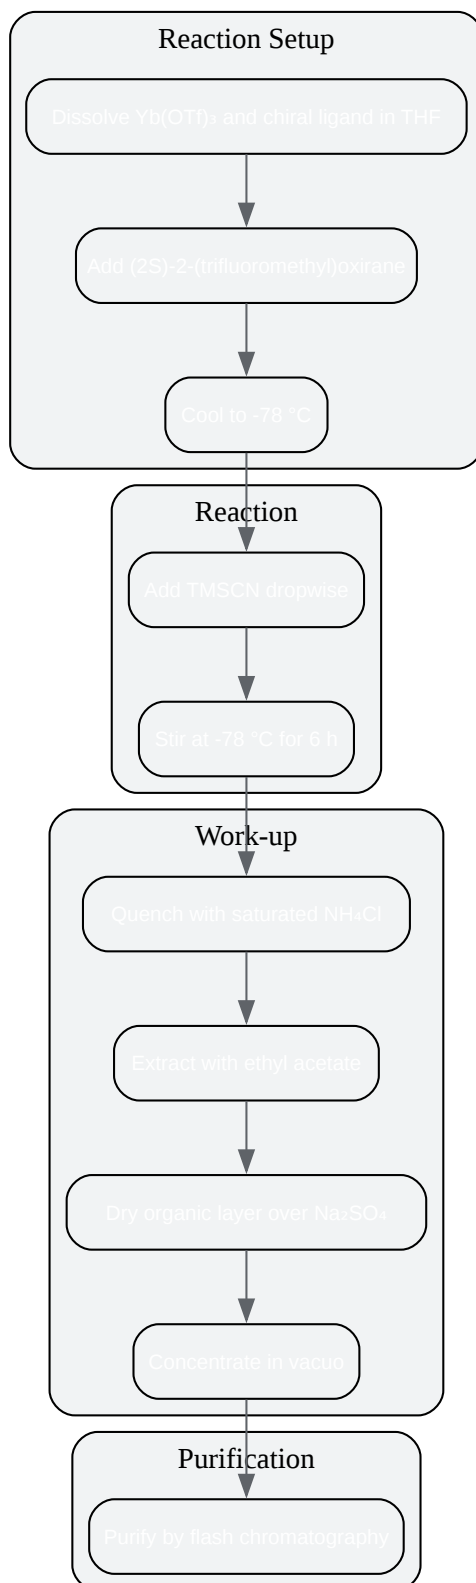 Reaction Setup
Dissolve Yb(OTf)₃ and chiral ligand in THF
Add (2S)-2-(trifluoromethyl)oxirane
Cool to -78 °C
Reaction
Add TMSCN dropwise
Stir at -78 °C for 6 h
Work-up
Quench with saturated NH₄Cl
Extract with ethyl acetate
Dry organic layer over Na₂SO₄
Concentrate in vacuo
Purification
Purify by flash chromatography